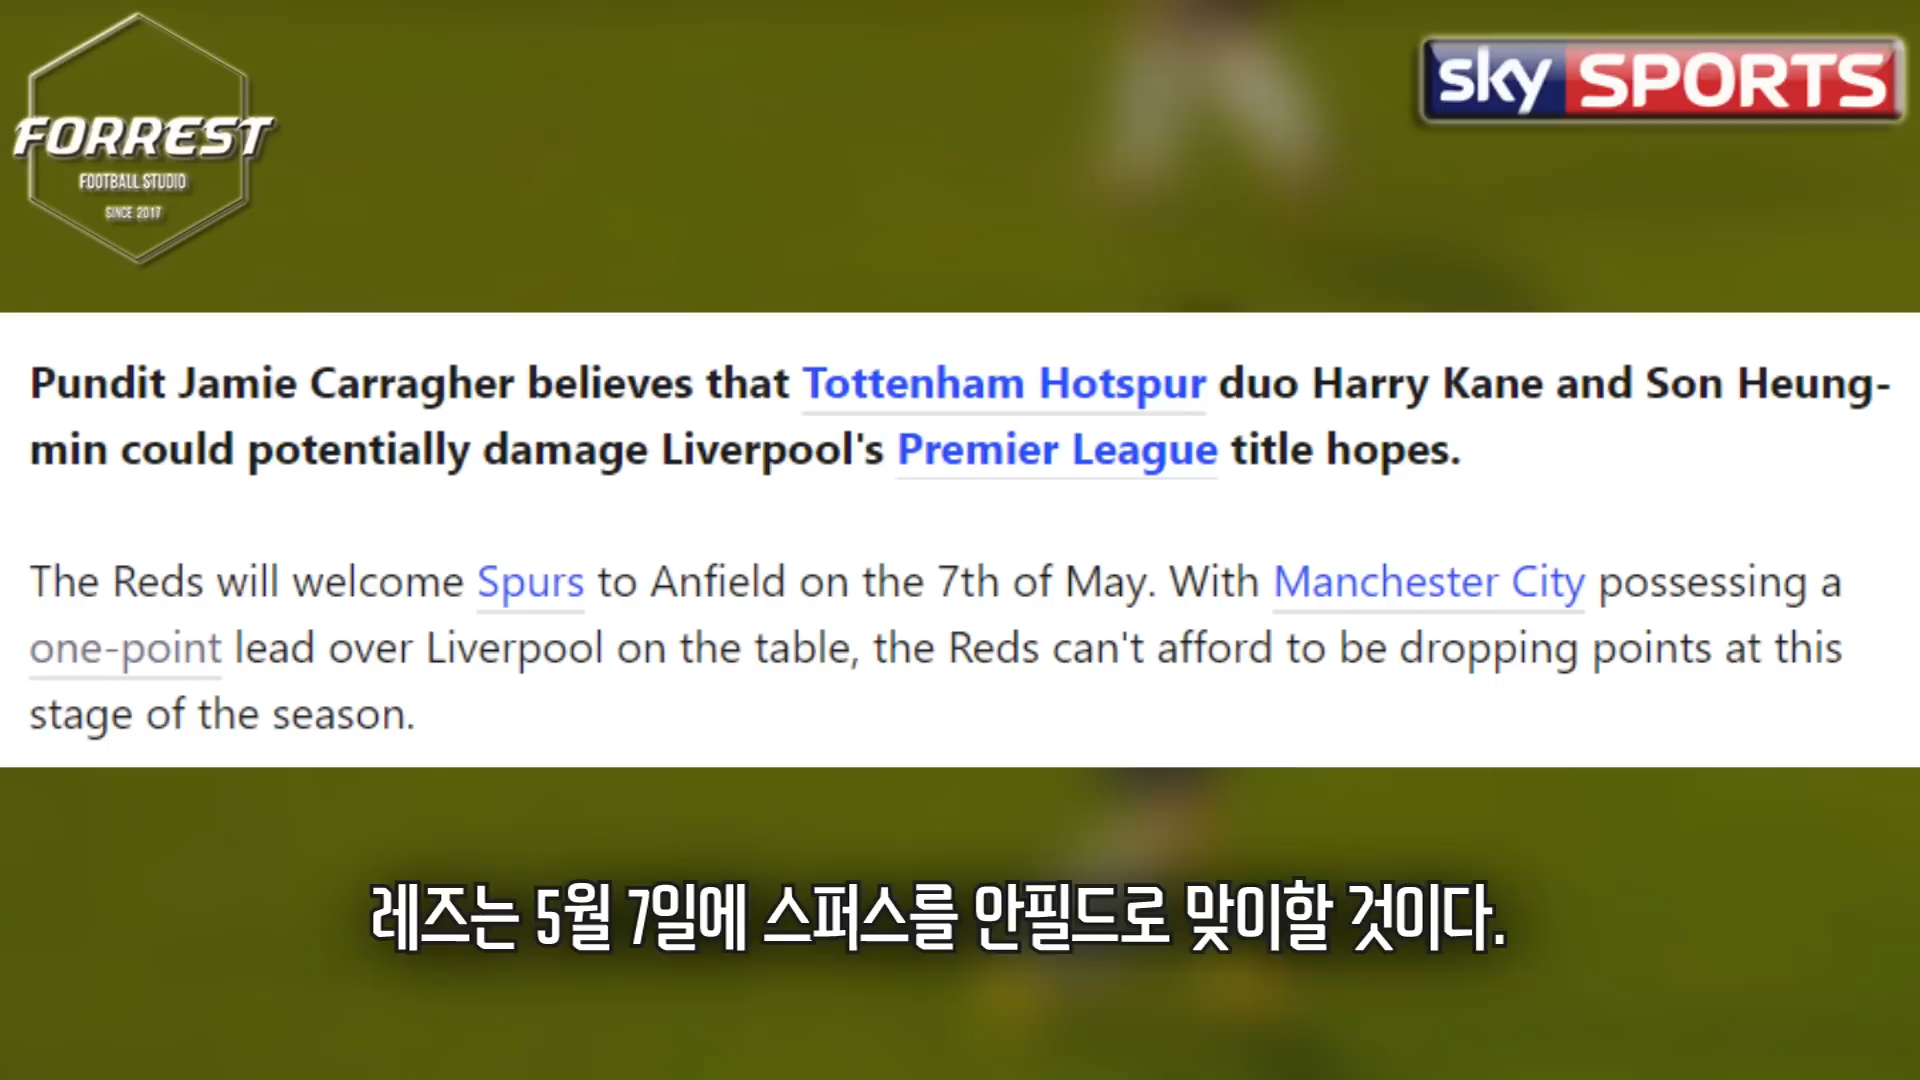 FORREST
FOOTBALL STUDIO
SINCE 2017
sky SPORTS
Pundit Jamie Carragher believes that Tottenham Hotspur duo Harry Kane and Son Heung-
min could potentially damage Liverpool's Premier League title hopes.
The Reds will welcome Spurs to Anfield on the 7th of May. With Manchester City possessing a
one-point lead over Liverpool on the table, the Reds can't afford to be dropping points at this
stage of the season.
레즈는 5월 7일에 스퍼스를 안필드로 맞이할 것이다.